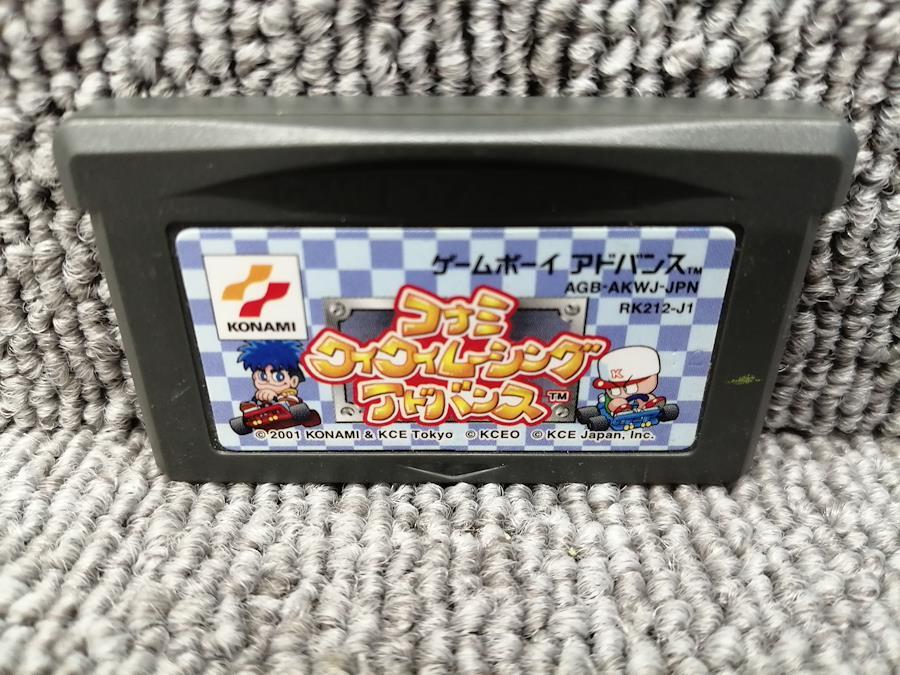 ゲームボーイ アドバンス™
AGB-AKWJ-JPN
RK212-J1
KONAMI
コナミ
ワイワイレーシング
アドバンス™
K
© 2001 KONAMI & KCE Tokyo © KCEO © KCE Japan, Inc.